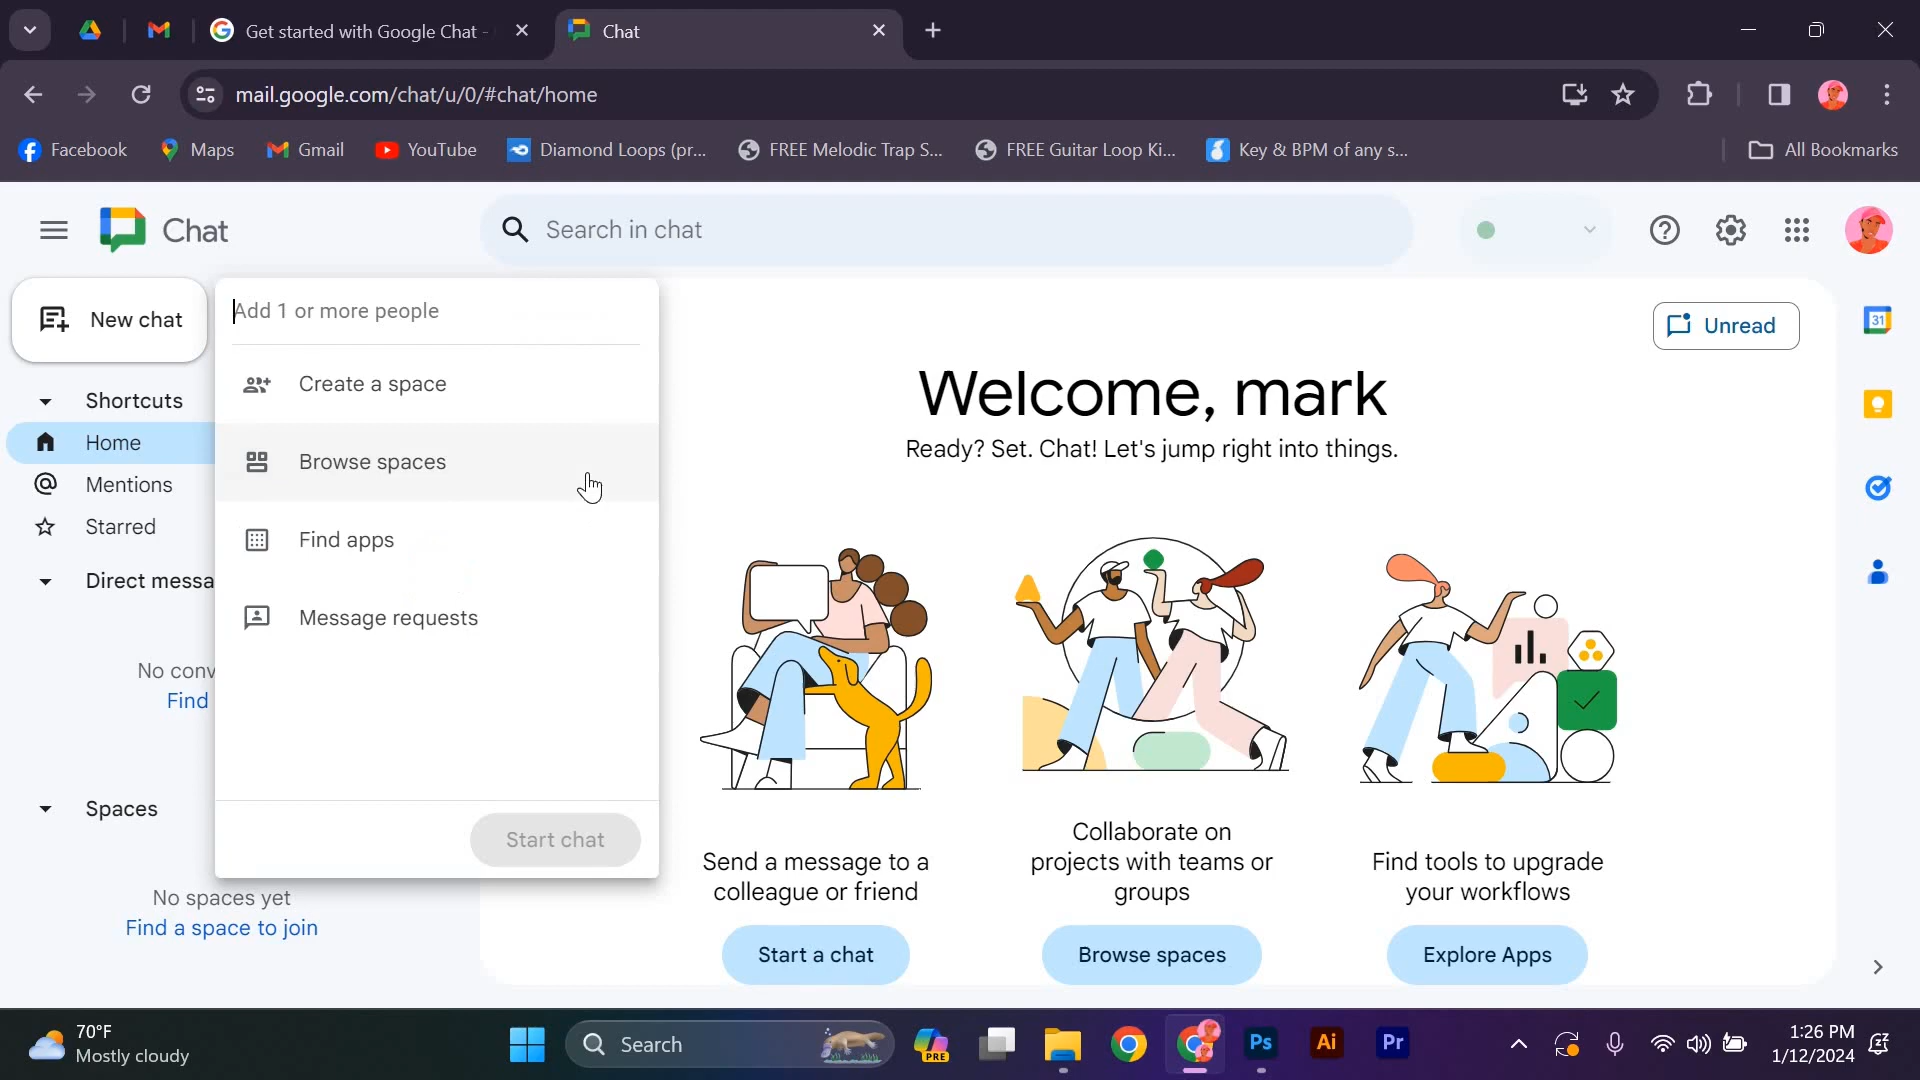 Get started with Google Chat -
Chat
mail.google.com/chat/u/0/#chat/home
Facebook
Maps
Gmail
YouTube
Diamond Loops (pr...
FREE Melodic Trap S...
FREE Guitar Loop Ki...
Key & BPM of any s...
All Bookmarks
Chat
Search in chat
New chat
Add 1 or more people
Unread
31
Create a space
Shortcuts
Welcome, mark
Home
Browse spaces
Ready? Set. Chat! Let's jump right into things.
Mentions
Starred
Find apps
Direct messa
Message requests
No conv
Find
Spaces
Start chat
No spaces yet
Find a space to join
Send a message to a
colleague or friend
Start a chat
Collaborate on
projects with teams or
groups
Browse spaces
Find tools to upgrade
your workflows
Explore Apps
70°F
Mostly cloudy
Search
PRE
Ps
Ai
Pr
1:26 PM
1/12/2024